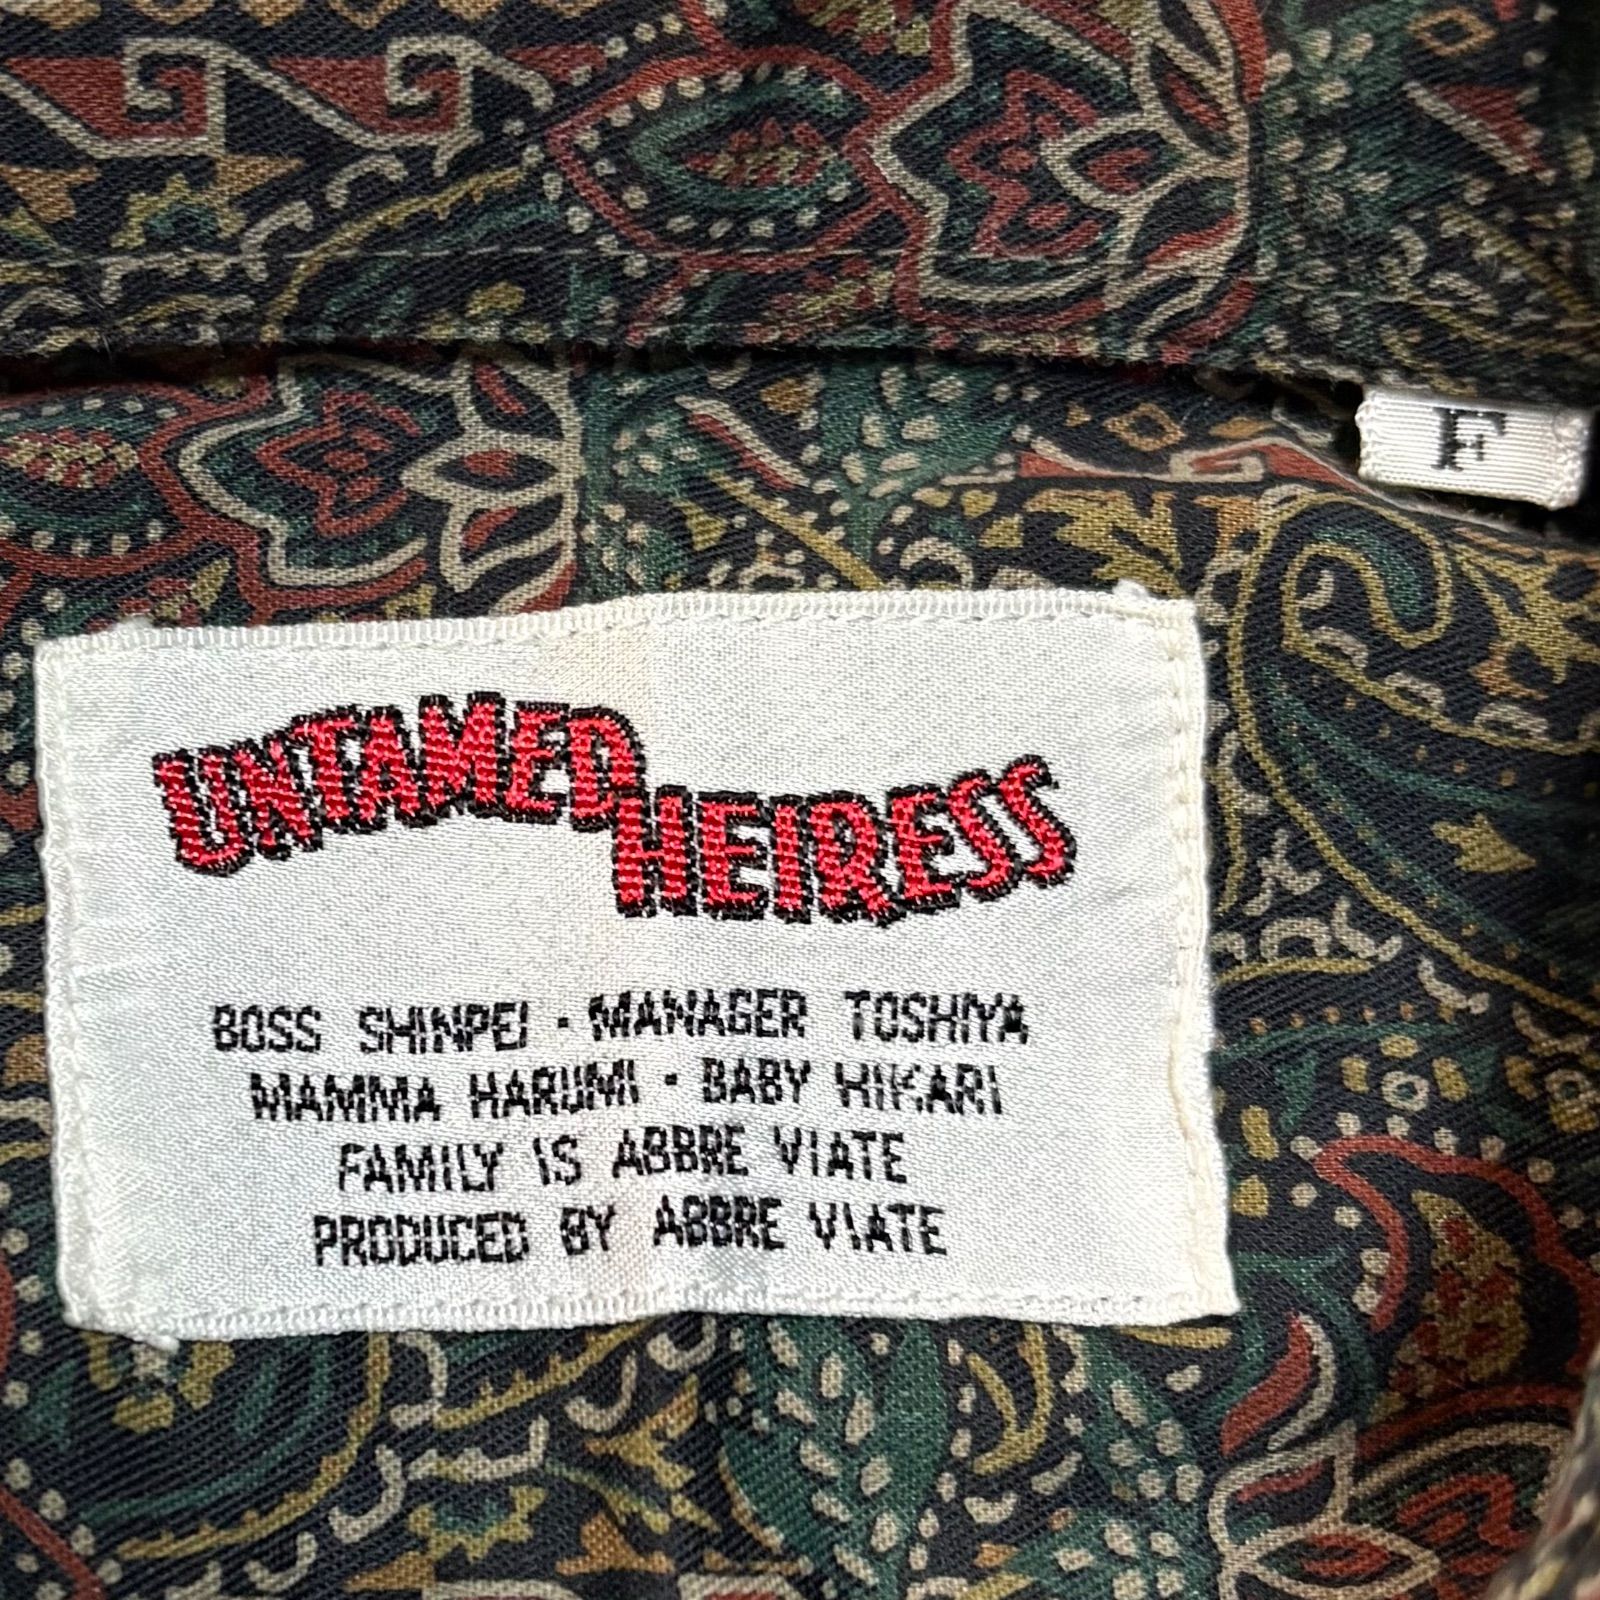 F
UNTAMED HEIRESS
BOSS SHINPEI · MANAGER TOSHIYA
MAMMA HARUMI · BABY HIKARI
FAMILY IS ABBRE VIATE
PRODUCED BY ABBRE VIATE